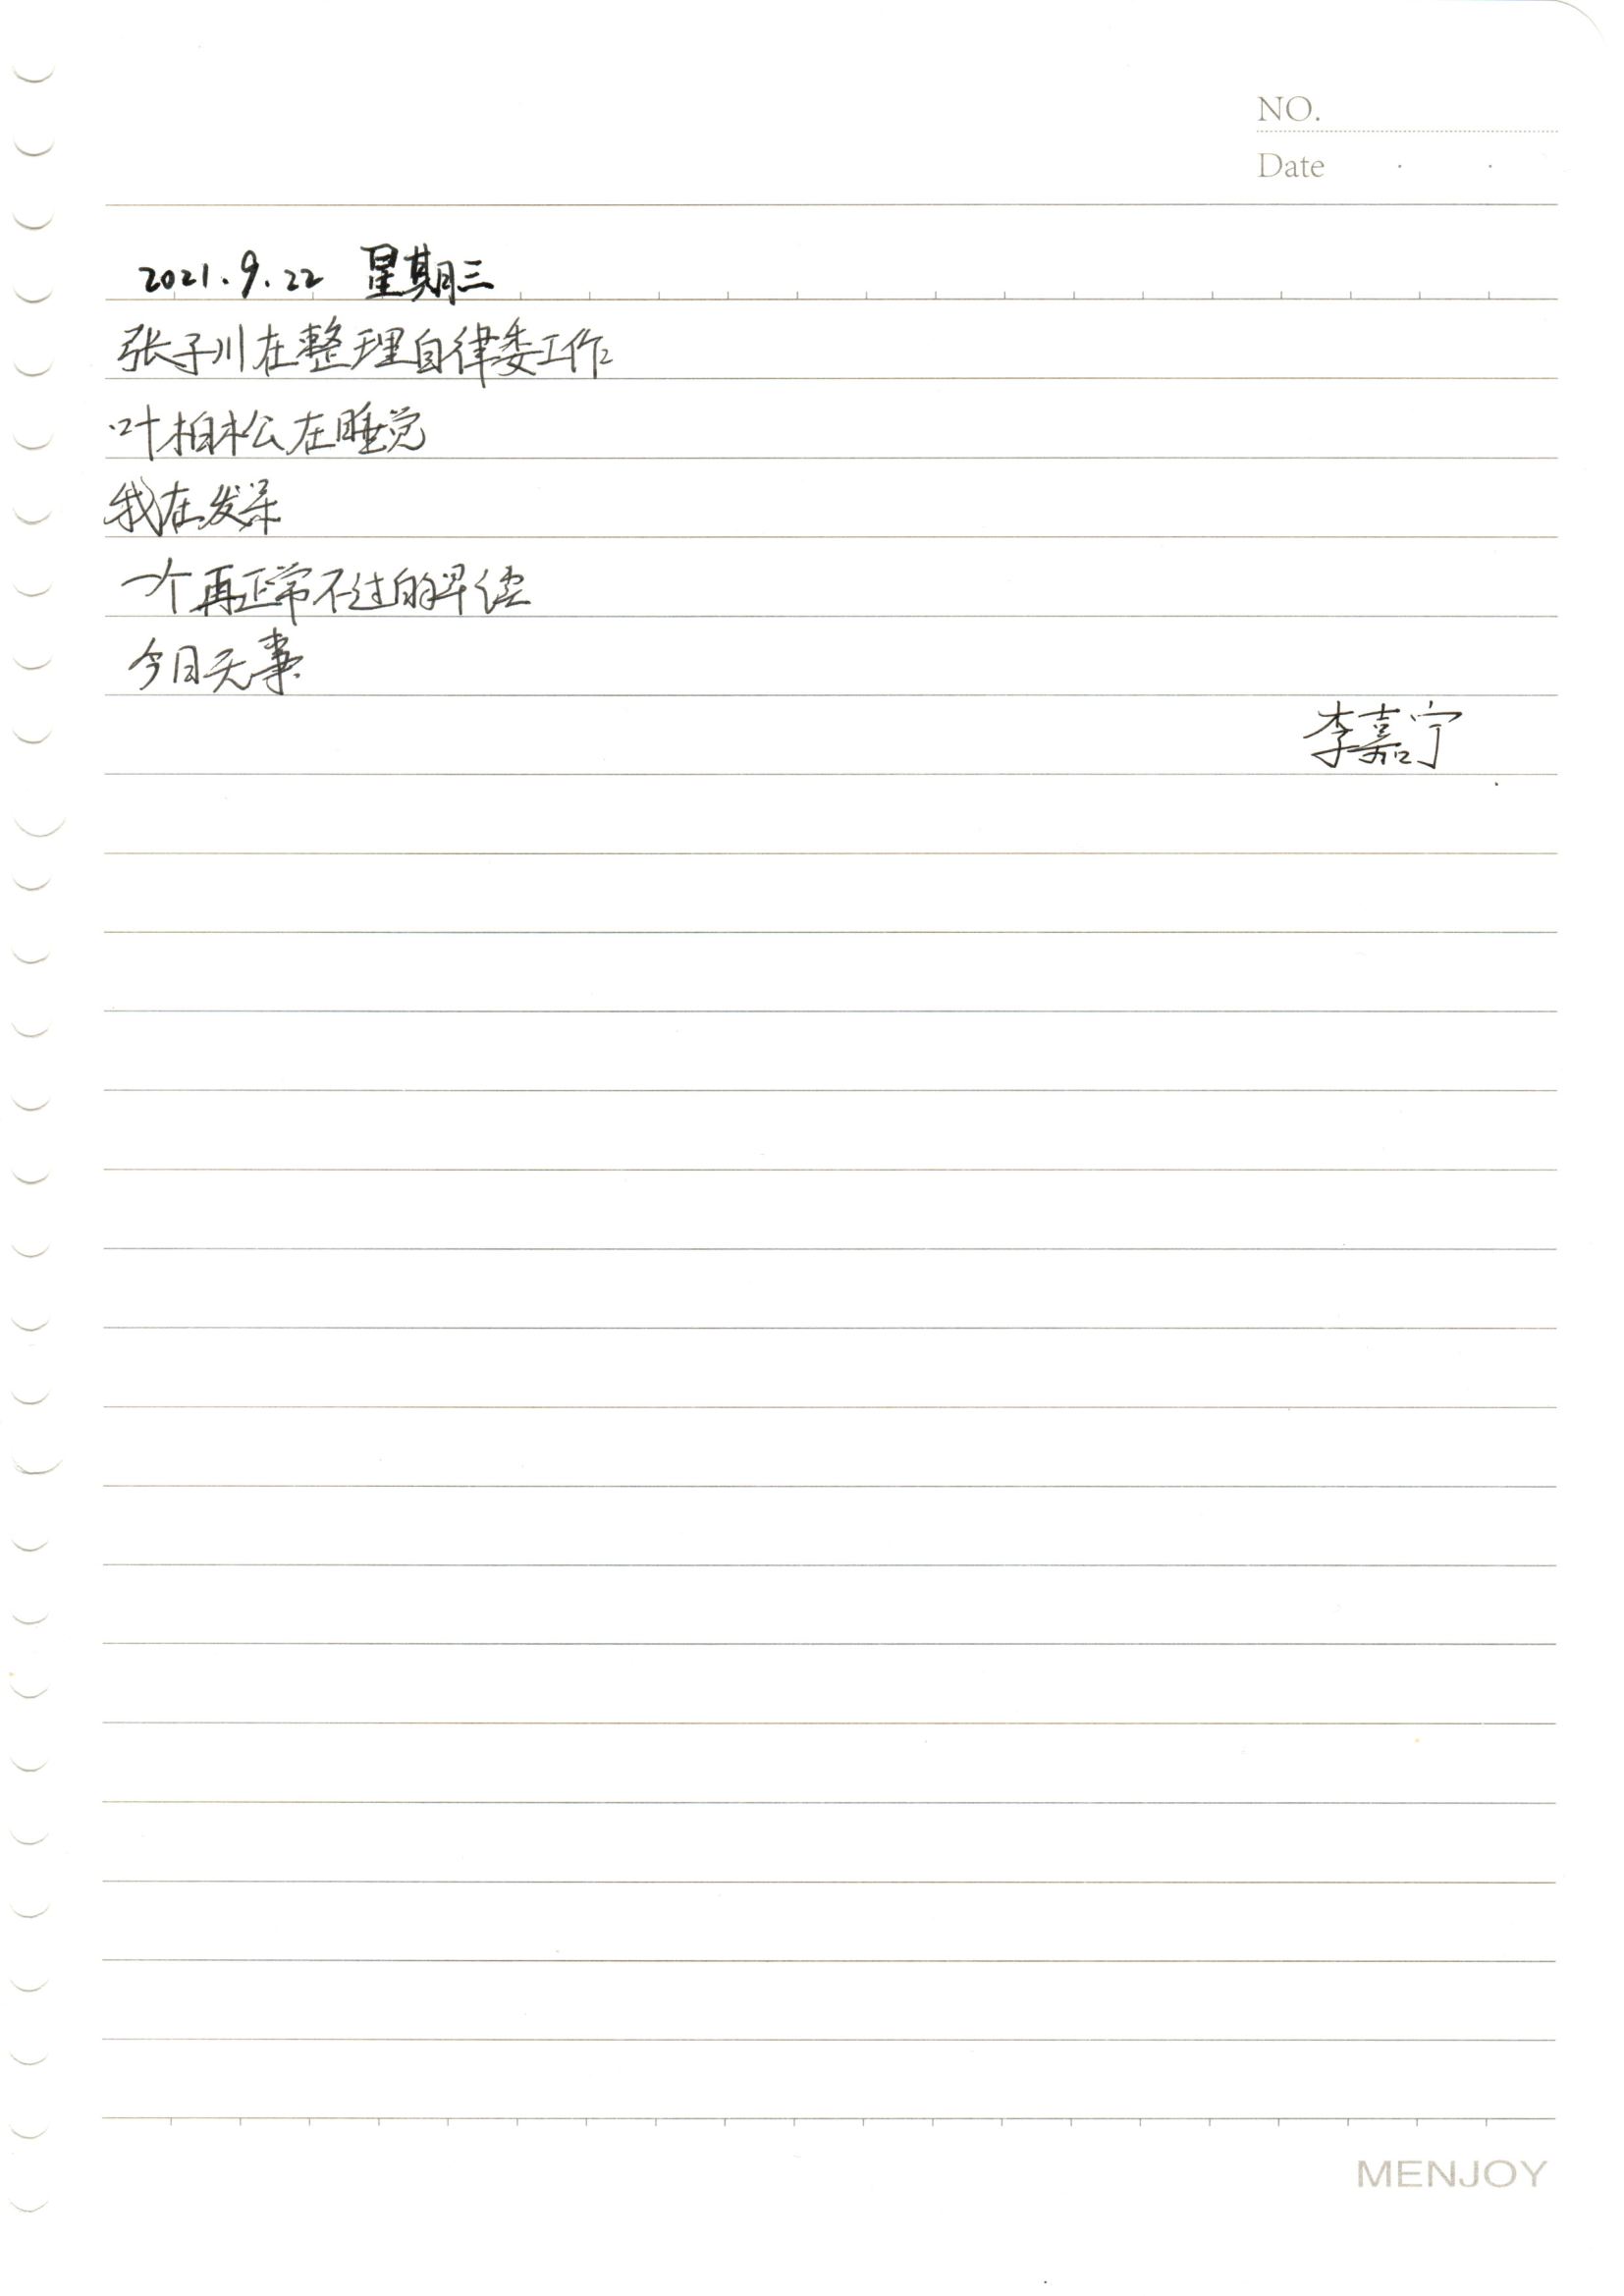 NO.
Date · ·
2021.9.22 星期三
张子川在整理自律委工作
叶柏松在睡觉
我在发呆
一个再正常不过的早读
今日无事
李嘉宁
MENJOY